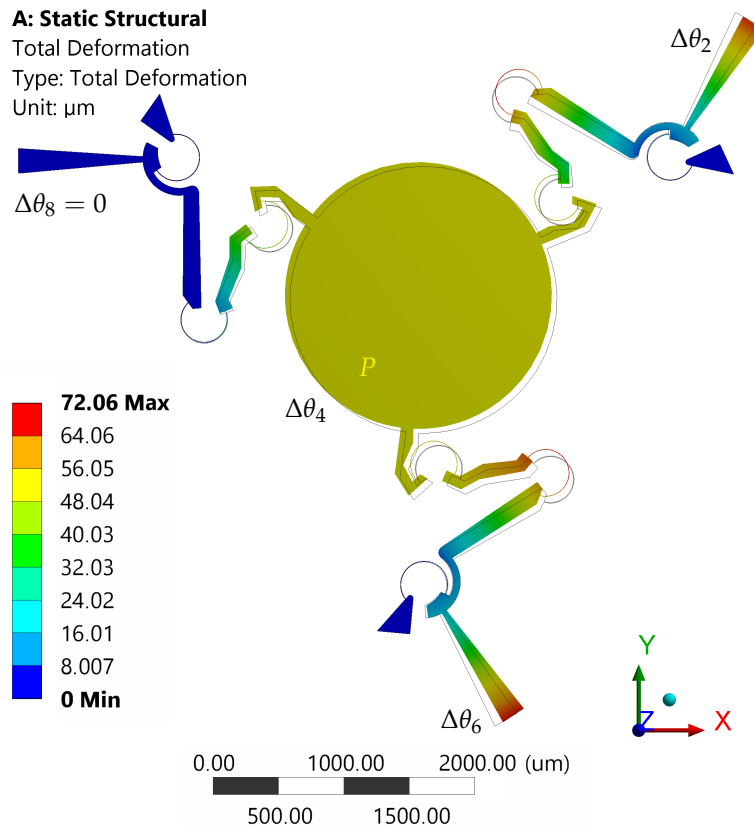 A: Static Structural
Total Deformation
Type: Total Deformation
Unit: µm
Δθ₂
Δθ₈ = 0
P
Δθ₄
72.06 Max
64.06
56.05
48.04
40.03
32.03
24.02
16.01
8.007
0 Min
Δθ₆
Y
Z
X
0.00 1000.00 2000.00 (um)
500.00 1500.00